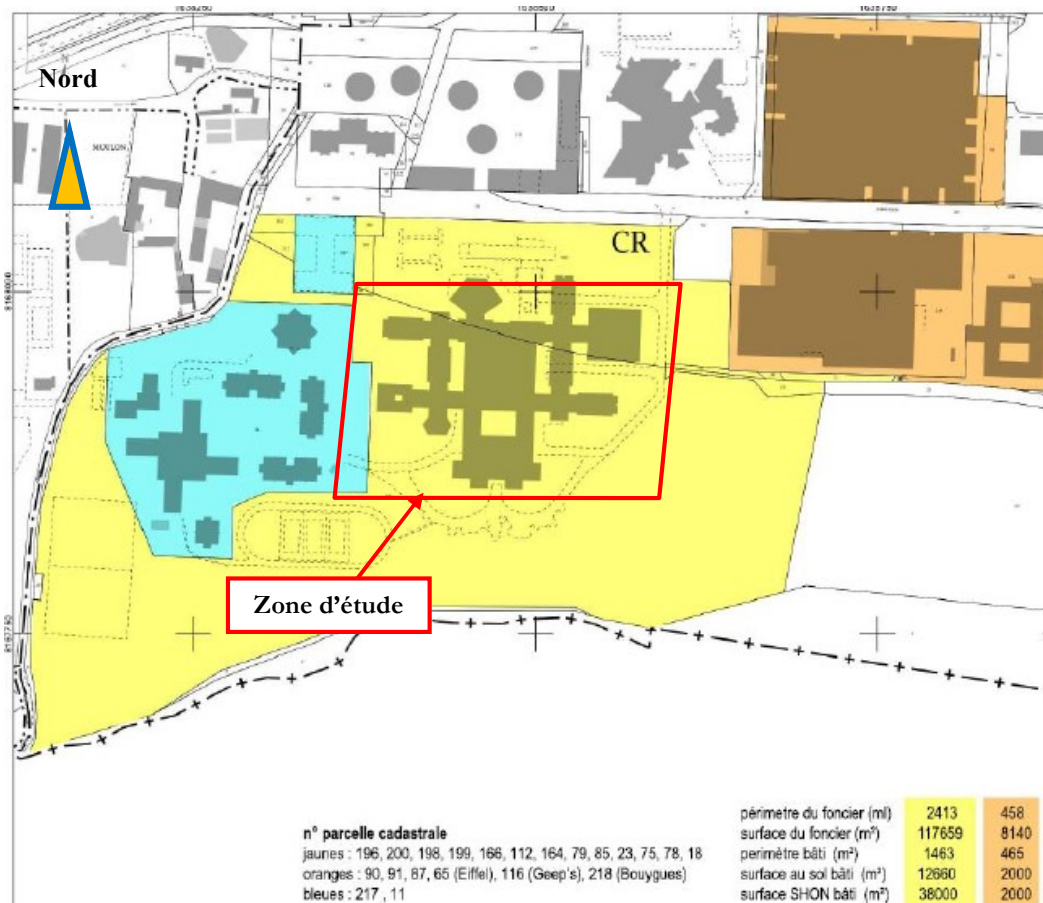 Nord
MOULON
CR
8168000
Zone d'étude
n° parcelle cadastrale
jaunes : 196, 200, 198, 199, 166, 112, 164, 79, 85, 23, 75, 78, 18
oranges : 90, 91, 87, 65 (Eiffel), 116 (Geep's), 218 (Bouygues)
bleues : 217 , 11
périmetre du foncier (ml) 2413 458
surface du foncier (m²) 117659 8140
perimètre bâti (m²) 1463 465
surface au sol bâti (m²) 12660 2000
surface SHON bâti (m²) 38000 2000